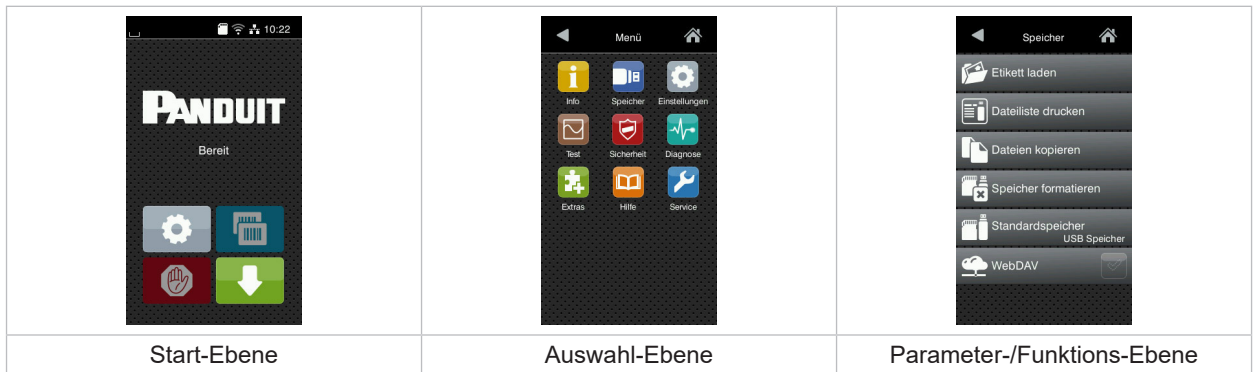 10:22
PANDUIT
Bereit
Menü
Info Speicher Einstellungen
Test Sicherheit Diagnose
Extras Hilfe Service
Speicher
Etikett laden
Dateiliste drucken
Dateien kopieren
Speicher formatieren
Standardspeicher
USB Speicher
WebDAV
Start-Ebene Auswahl-Ebene Parameter-/Funktions-Ebene